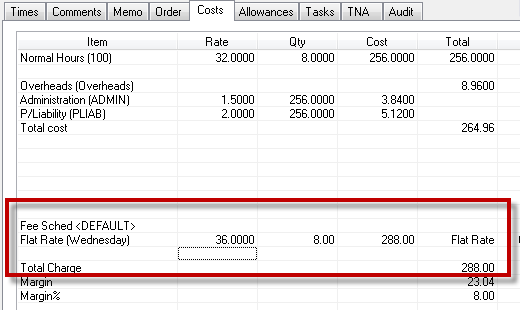 Times Comments Memo Order Costs Allowances Tasks TNA Audit
Item Rate Qty Cost Total
Normal Hours (100) 32.0000 8.0000 256.0000 256.0000
Overheads (Overheads) 8.9600
Administration (ADMIN) 1.5000 256.0000 3.8400
P/Liability (PLIAB) 2.0000 256.0000 5.1200
Total cost 264.96
Fee Sched <DEFAULT>
Flat Rate (Wednesday) 36.0000 8.00 288.00 Flat Rate
Total Charge 288.00
Margin 23.04
Margin% 8.00